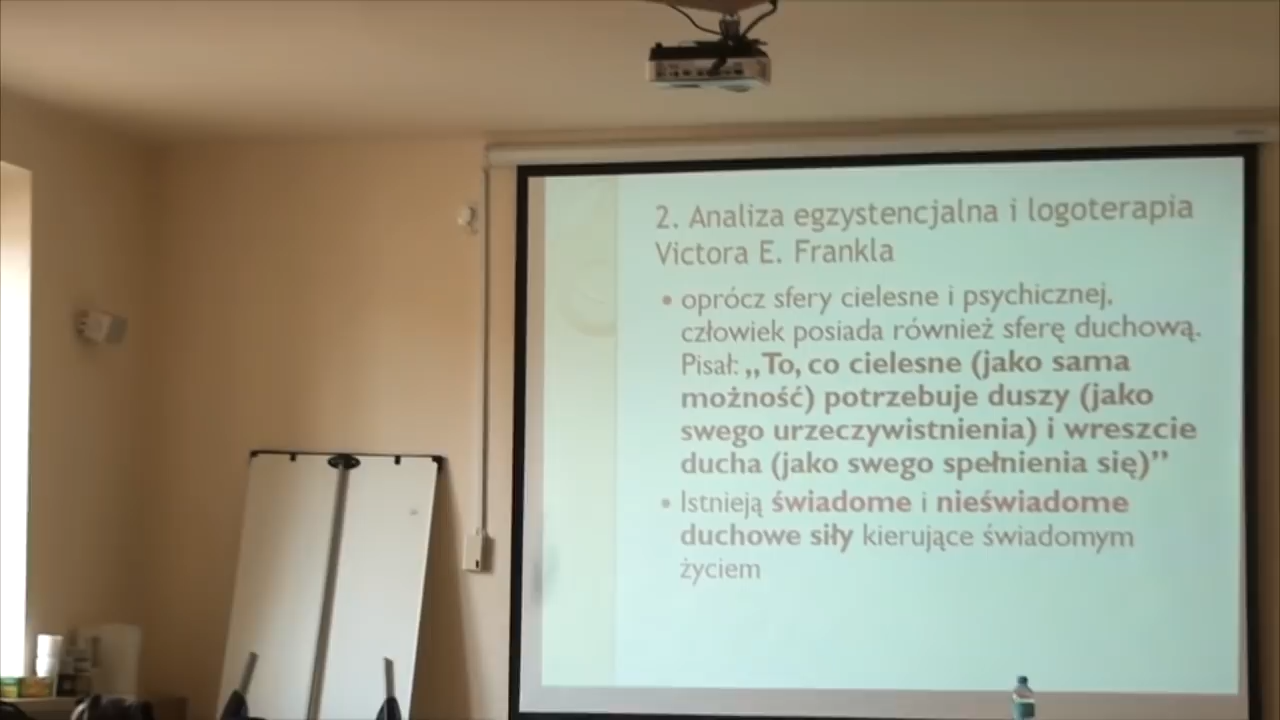 2. Analiza egzystencjalna i logoterapia
Victora E. Frankla
• oprócz sfery cielesne i psychicznej,
człowiek posiada również sferę duchową.
Pisał: „To, co cielesne (jako sama
możność) potrzebuje duszy (jako
swego urzeczywistnienia) i wreszcie
ducha (jako swego spełnienia się)”
• Istnieją świadome i nieświadome
duchowe siły kierujące świadomym
życiem